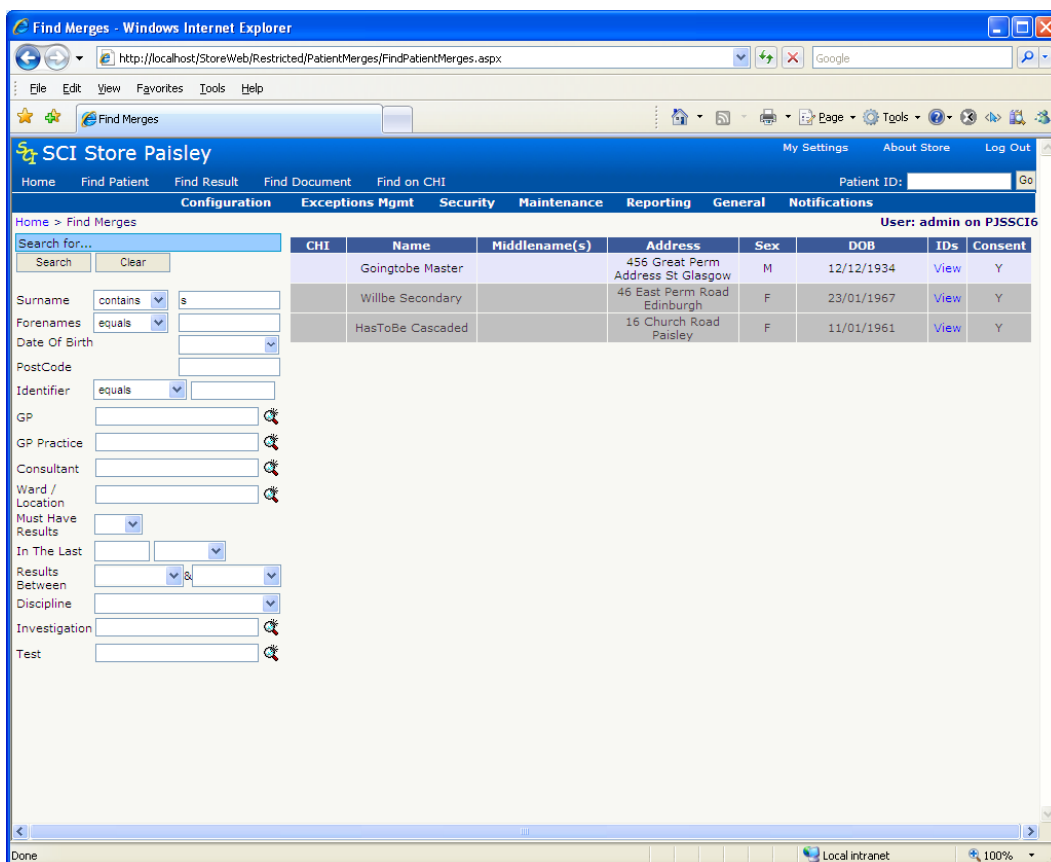 Find Merges - Windows Internet Explorer
http://localhost/StoreWeb/Restricted/PatientMerges/FindPatientMerges.aspx
Google
File Edit View Favorites Tools Help
Find Merges
Page Tools
SCI Store Paisley
My Settings About Store Log Out
Home Find Patient Find Result Find Document Find on CHI Patient ID: Go
Configuration Exceptions Mgmt Security Maintenance Reporting General Notifications
Home > Find Merges User: admin on PJSSCI6
Search for...
Search Clear
Surname contains s
Forenames equals
Date Of Birth
PostCode
Identifier equals
GP
GP Practice
Consultant
Ward /
Location
Must Have
Results
In The Last
Results
Between &
Discipline
Investigation
Test
CHI Name Middlename(s) Address Sex DOB IDs Consent
Goingtobe Master 456 Great Perm
Address St Glasgow M 12/12/1934 View Y
Willbe Secondary 46 East Perm Road
Edinburgh F 23/01/1967 View Y
HasToBe Cascaded 16 Church Road
Paisley F 11/01/1961 View Y
Done Local intranet 100%